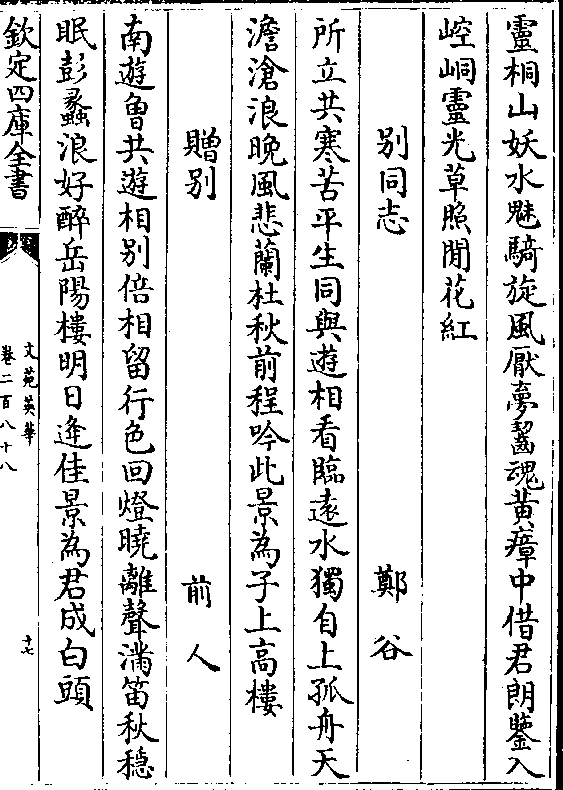 靈桐山妖水魅騎旋風厭夢齧魂黃瘴中借君朗鑒入
崆峒靈光草照閒花紅
别同志　鄭谷
所立共寒苦平生同與遊相看臨遠水獨自上孤舟天
澹滄浪晚風悲蘭杜秋前程吟此景為子上高樓
贈别　前人
南遊魯共遊相别倍相留行色回燈曉離聲滿笛秋穩
眠彭蠡浪好醉岳陽樓明日逢佳景為君成白頭
欽定四庫全書
文苑英華
卷二百八十八
十七